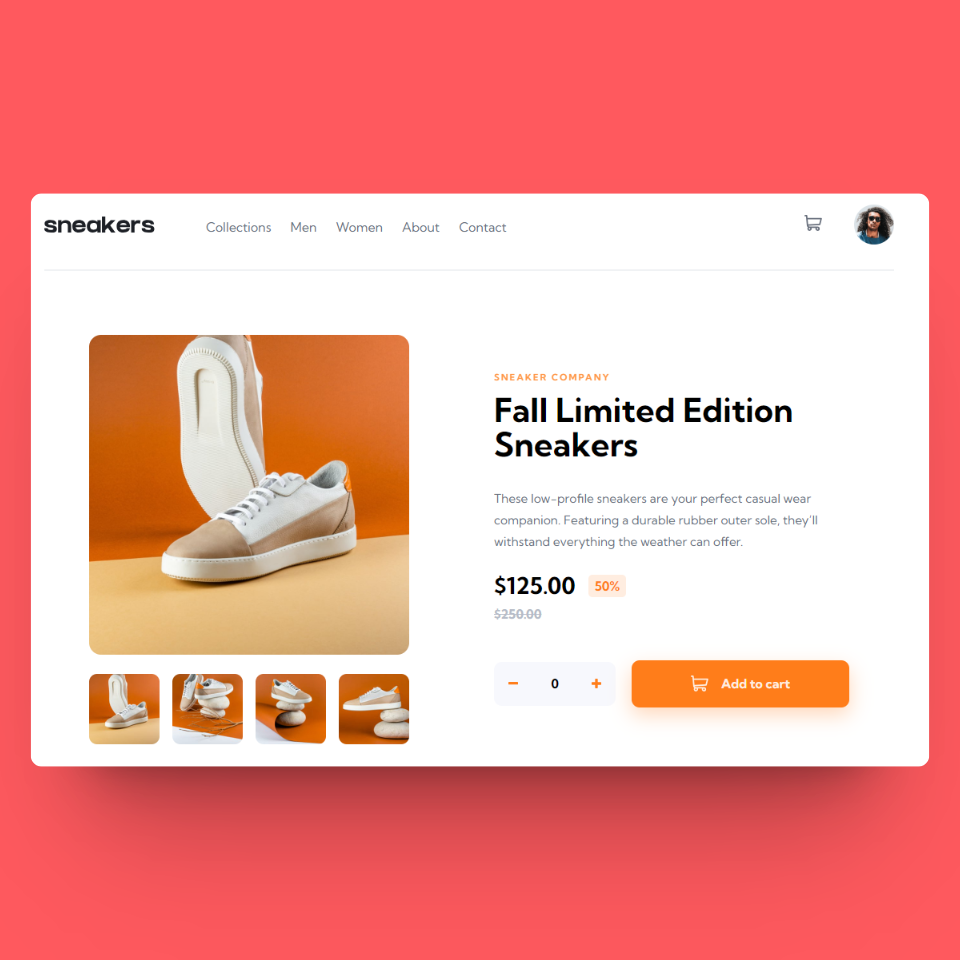 sneakers
Collections Men Women About Contact
SNEAKER COMPANY
Fall Limited Edition
Sneakers
These low-profile sneakers are your perfect casual wear
companion. Featuring a durable rubber outer sole, they'll
withstand everything the weather can offer.
$125.00 50%
$250.00
0
Add to cart